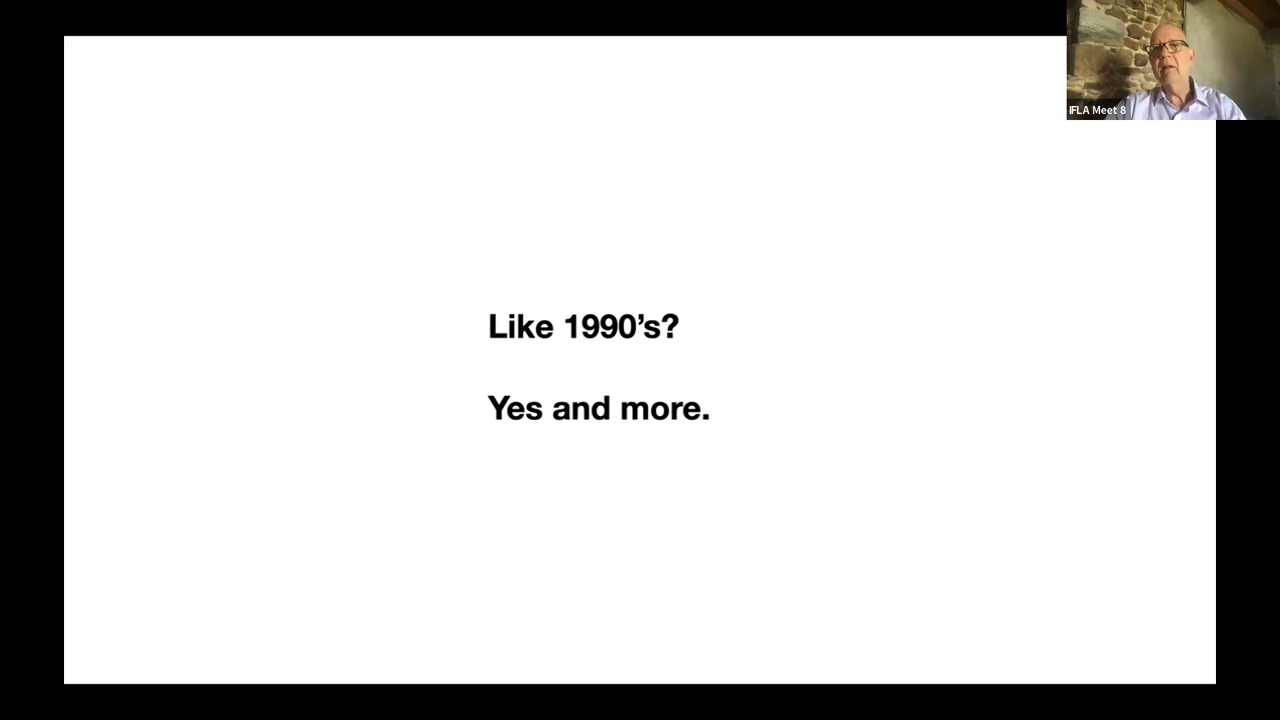 IFLA Meet 8
Like 1990’s?
Yes and more.